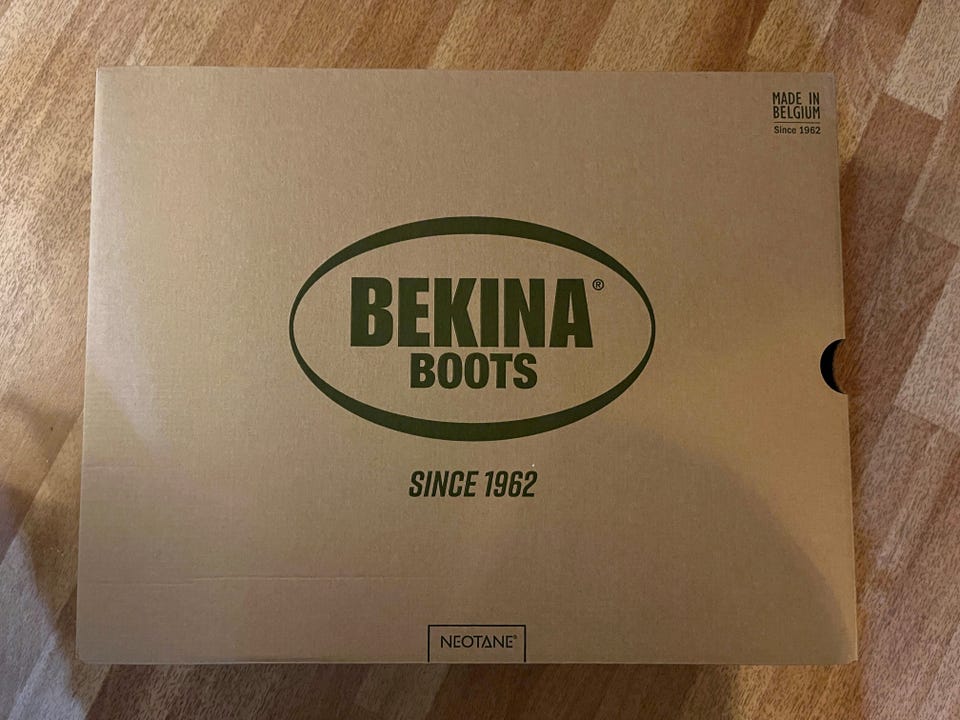 MADE IN
BELGIUM
Since 1962
BEKINA®
BOOTS
SINCE 1962
NEOTANE®